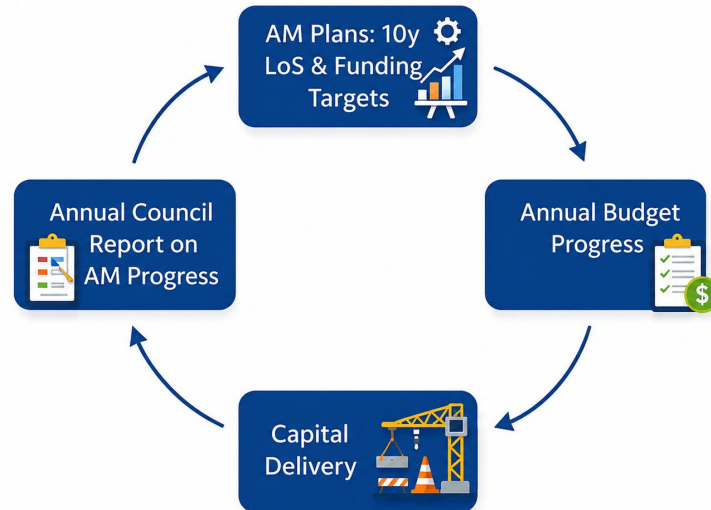 AM Plans: 10y
LoS & Funding
Targets
Annual Budget
Progress
$
Capital
Delivery
Annual Council
Report on
AM Progress